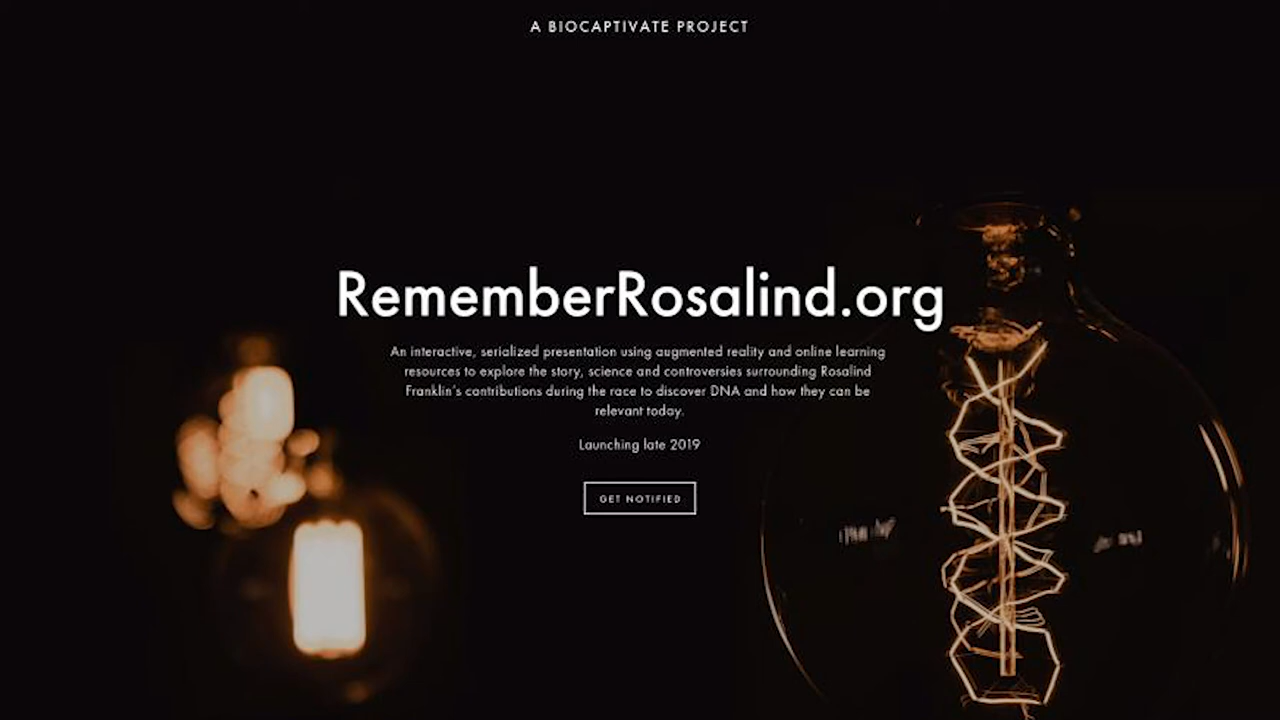 A BIOCAPTIVATE PROJECT
RememberRosalind.org
An interactive, serialized presentation using augmented reality and online learning
resources to explore the story, science and controversies surrounding Rosalind
Franklin's contributions during the race to discover DNA and how they can be
relevant today.
Launching late 2019
GET NOTIFIED